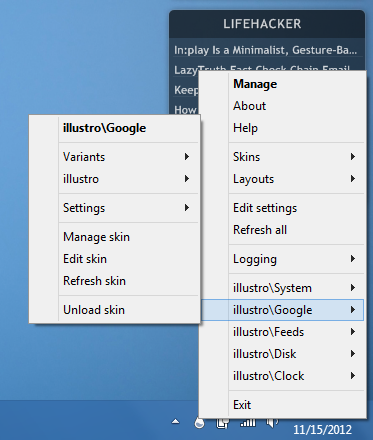 LIFEHACKER
In:play Is a Minimalist, Gesture-Ba...
LazyTruth Fact Check Chain Email
Keep
How
Manage
About
Help
Skins
Layouts
Edit settings
Refresh all
Logging
illustro\System
illustro\Google
illustro\Feeds
illustro\Disk
illustro\Clock
Exit
illustro\Google
Variants
illustro
Settings
Manage skin
Edit skin
Refresh skin
Unload skin
11/15/2012